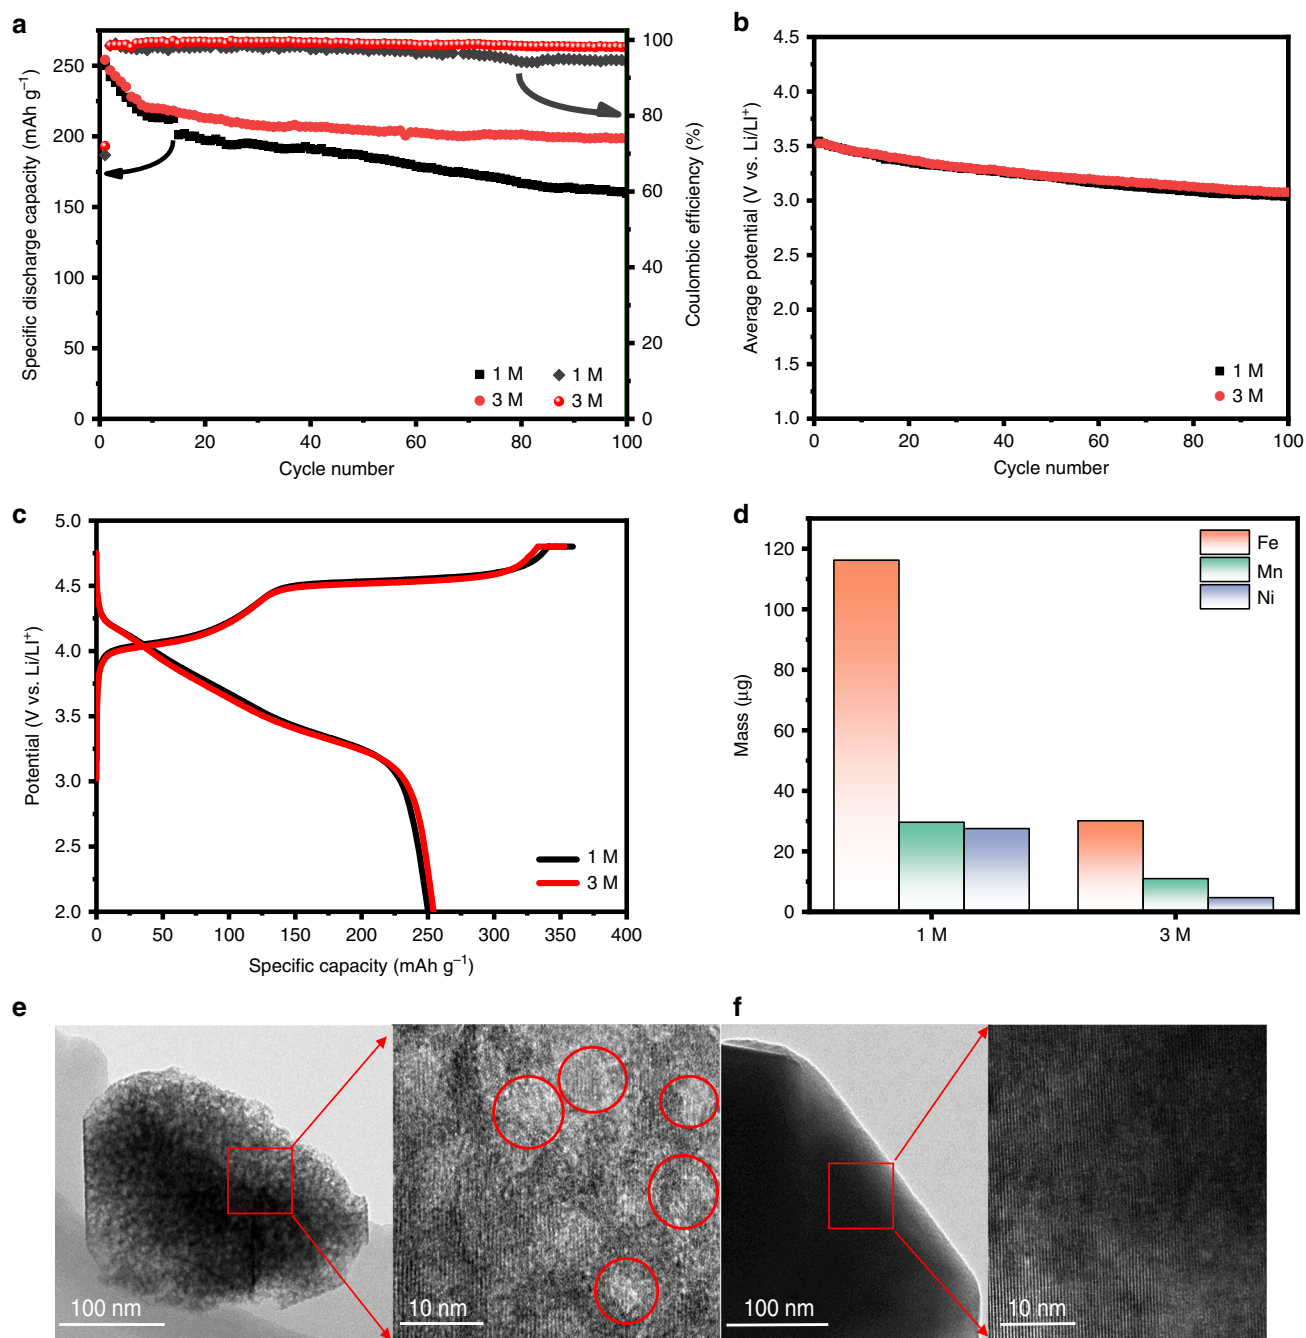 a
Specific discharge capacity (mAh g⁻¹)
250
200
150
100
50
0
100
80
60
40
20
0
Coulombic efficiency (%)
1 M
1 M
3 M
3 M
0
20
40
60
80
100
Cycle number
b
Average potential (V vs. Li/LI⁺)
4.5
4.0
3.5
3.0
2.5
2.0
1.5
1.0
1 M
3 M
0
20
40
60
80
100
Cycle number
c
Potential (V vs. Li/LI⁺)
5.0
4.5
4.0
3.5
3.0
2.5
2.0
1 M
3 M
0
50
100
150
200
250
300
350
400
Specific capacity (mAh g⁻¹)
d
Mass (µg)
120
100
80
60
40
20
0
Fe
Mn
Ni
1 M
3 M
e
100 nm
10 nm
f
100 nm
10 nm